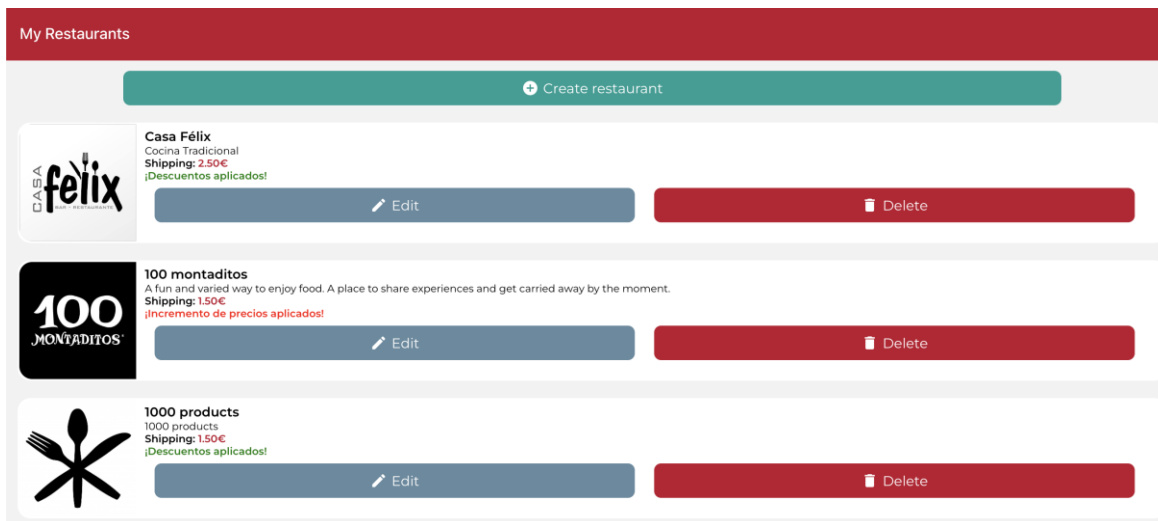 My Restaurants
Create restaurant
CASA
felix
BAR - RESTAURANTE
Casa Félix
Cocina Tradicional
Shipping: 2.50€
¡Descuentos aplicados!
Edit
Delete
100
MONTADITOS
100 montaditos
A fun and varied way to enjoy food. A place to share experiences and get carried away by the moment.
Shipping: 1.50€
¡Incremento de precios aplicados!
Edit
Delete
1000 products
1000 products
Shipping: 1.50€
¡Descuentos aplicados!
Edit
Delete